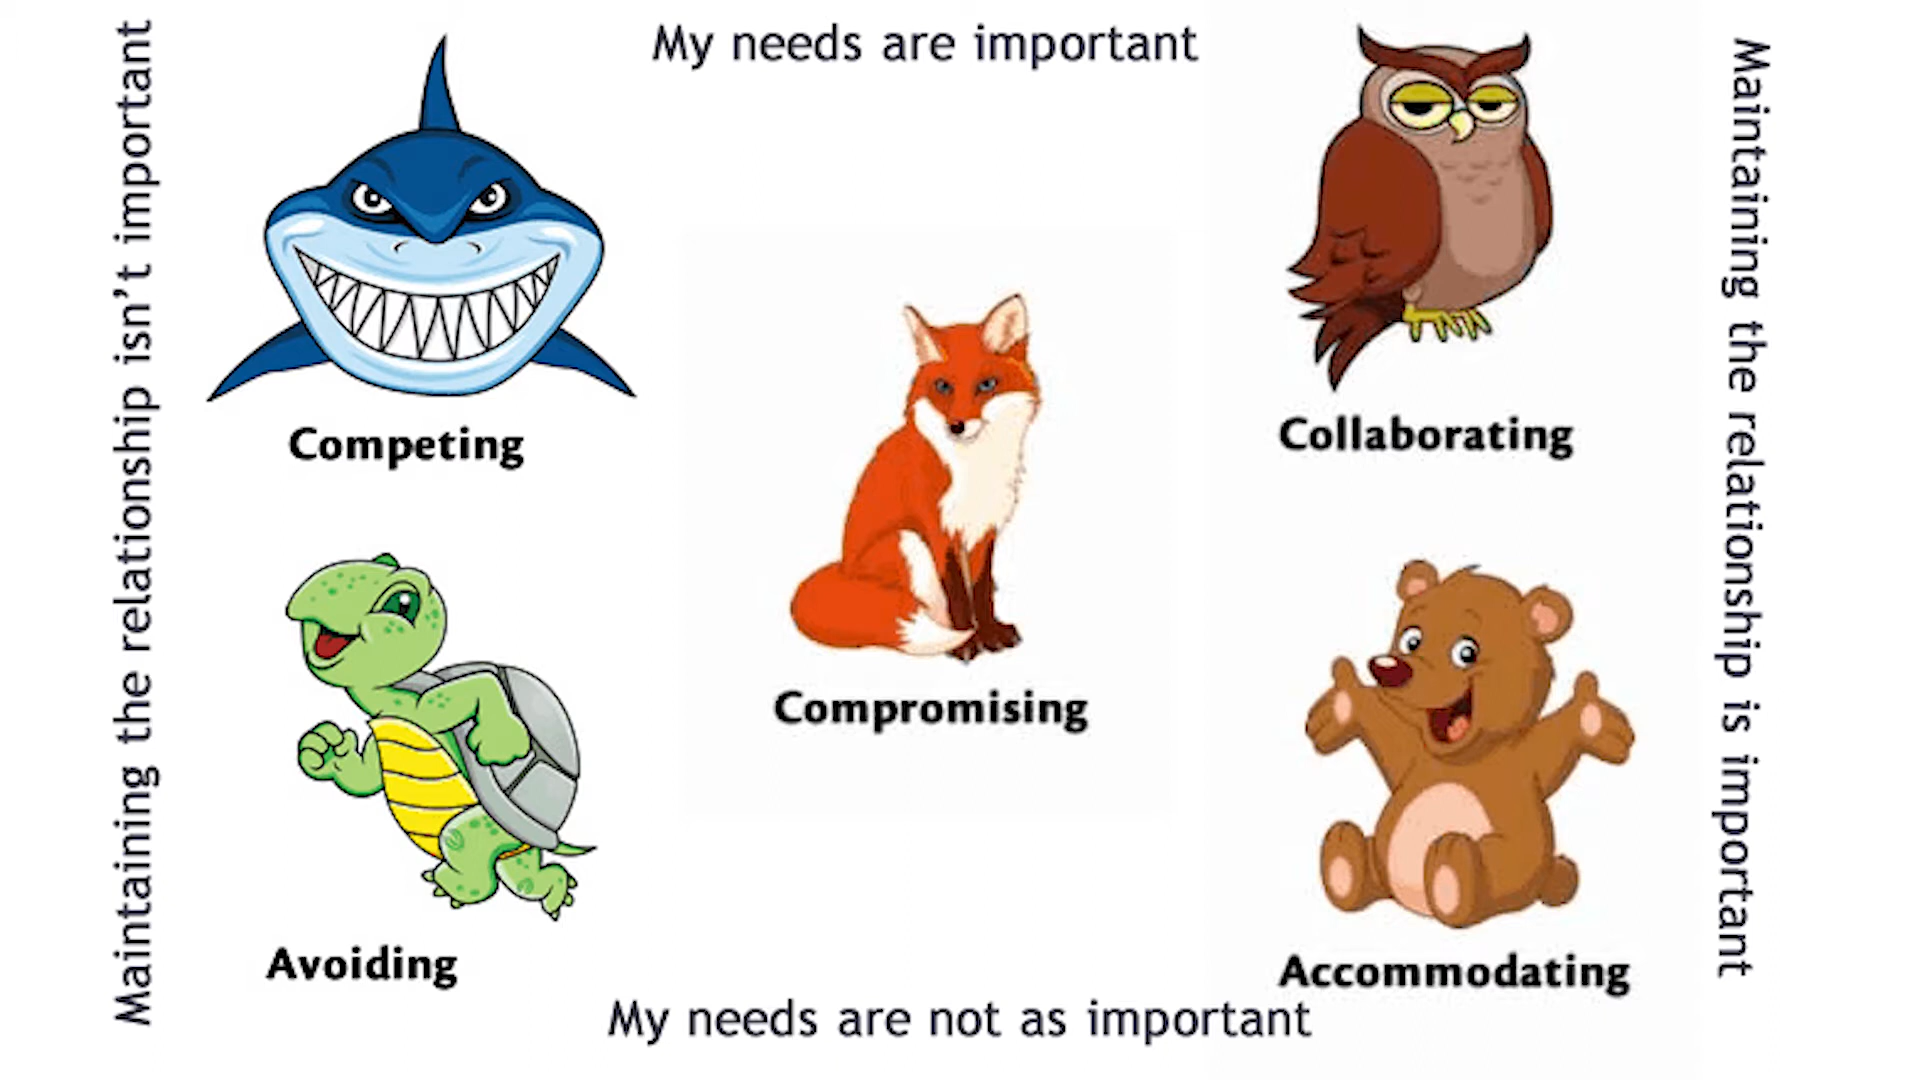 My needs are important
Maintaining the relationship isn't important
Maintaining the relationship is important
Competing
Collaborating
Compromising
Avoiding
Accommodating
My needs are not as important